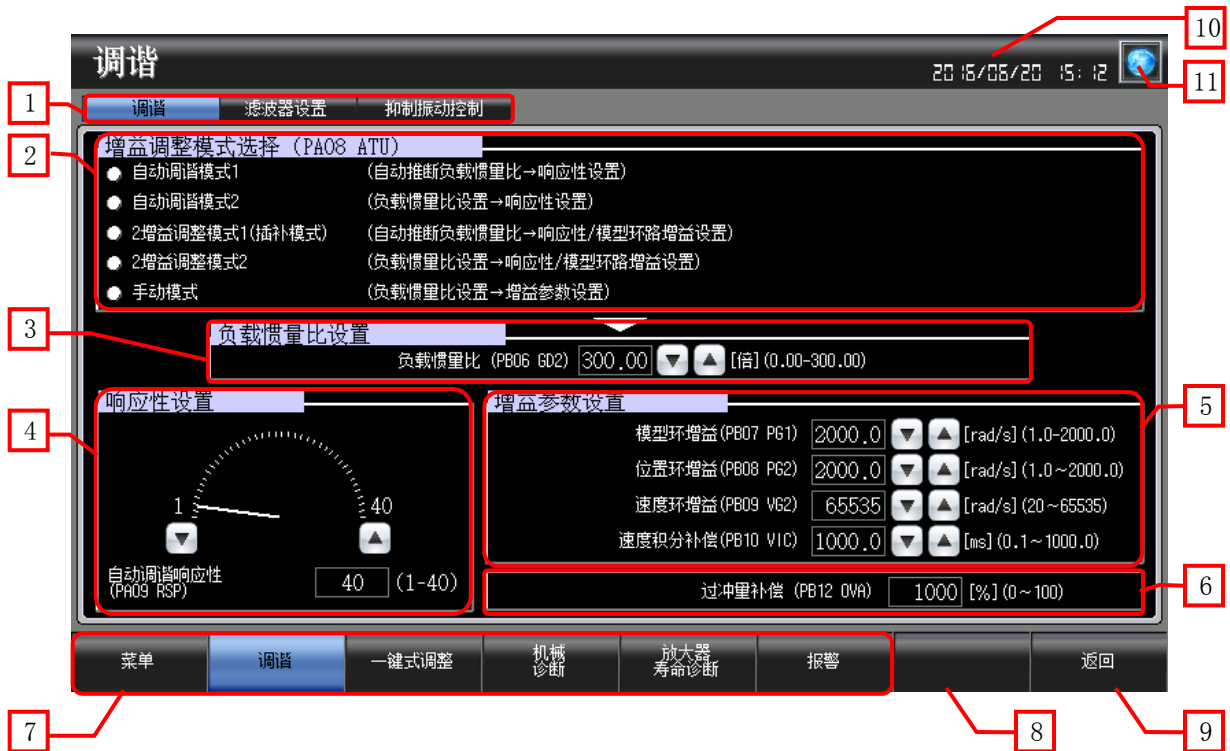 10
调谐
2016/06/20 15:12
11
1
调谐 滤波器设置 抑制振动控制
2
增益调整模式选择 (PA08 ATU)
自动调谐模式1 (自动推断负载惯量比→响应性设置)
自动调谐模式2 (负载惯量比设置→响应性设置)
2增益调整模式1(插补模式) (自动推断负载惯量比→响应性/模型环路增益设置)
2增益调整模式2 (负载惯量比设置→响应性/模型环路增益设置)
手动模式 (负载惯量比设置→增益参数设置)
3
负载惯量比设置
负载惯量比 (PB06 GD2) 300.00 [倍] (0.00-300.00)
4
响应性设置
1 40
自动调谐响应性
(PA09 RSP)
40 (1-40)
5
增益参数设置
模型环增益(PB07 PG1) 2000.0 [rad/s](1.0-2000.0)
位置环增益(PB08 PG2) 2000.0 [rad/s](1.0~2000.0)
速度环增益(PB09 VG2) 65535 [rad/s](20~65535)
速度积分补偿(PB10 VIC) 1000.0 [ms](0.1~1000.0)
6
过冲量补偿 (PB12 OVA) 1000 [%](0~100)
菜单 调谐 一键式调整 机械诊断 放大器寿命诊断 报警 返回
7
8
9